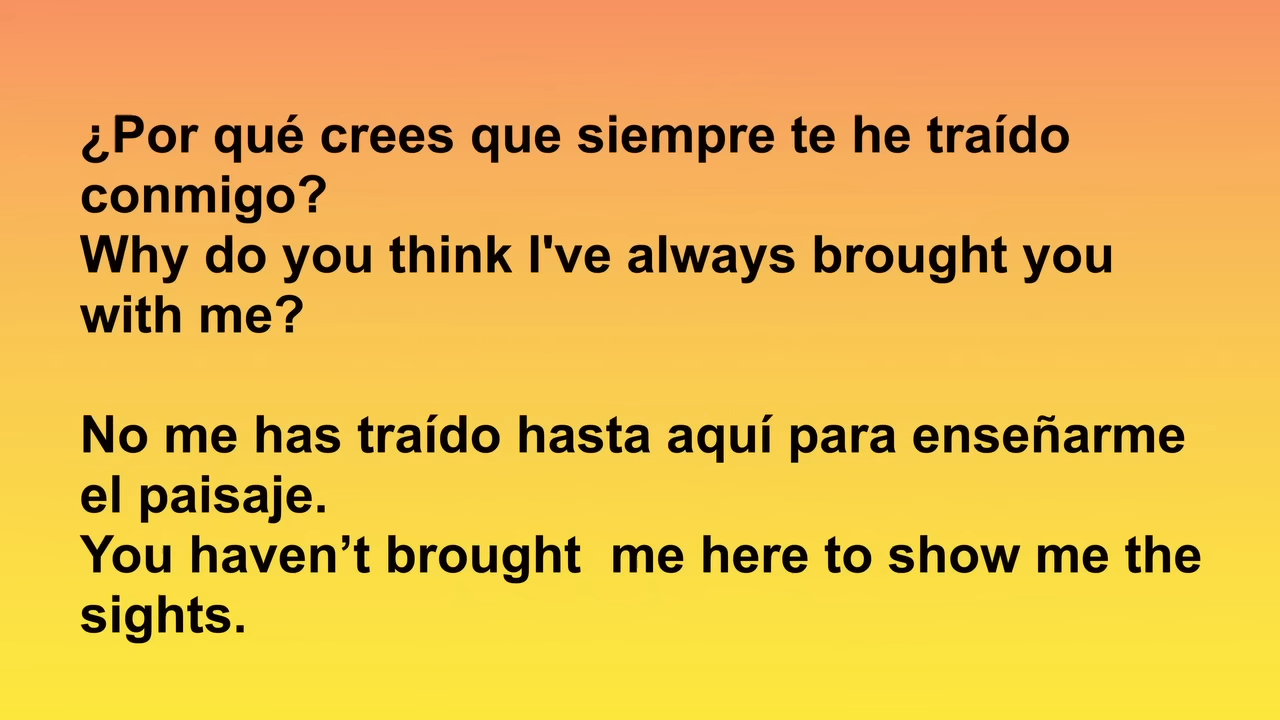 ¿Por qué crees que siempre te he traído
conmigo?
Why do you think I've always brought you
with me?
No me has traído hasta aquí para enseñarme
el paisaje.
You haven’t brought  me here to show me the
sights.